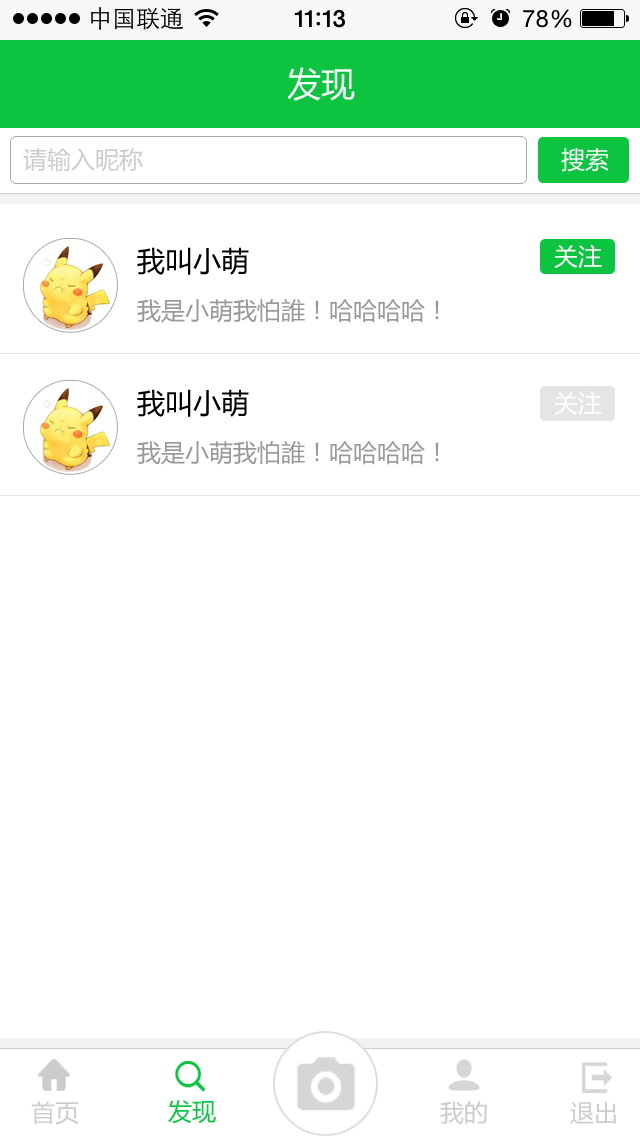 中国联通 11:13 78%
发现
请输入昵称 搜索
我叫小萌 关注
我是小萌我怕誰！哈哈哈哈！
我叫小萌 关注
我是小萌我怕誰！哈哈哈哈！
首页 发现 我的 退出